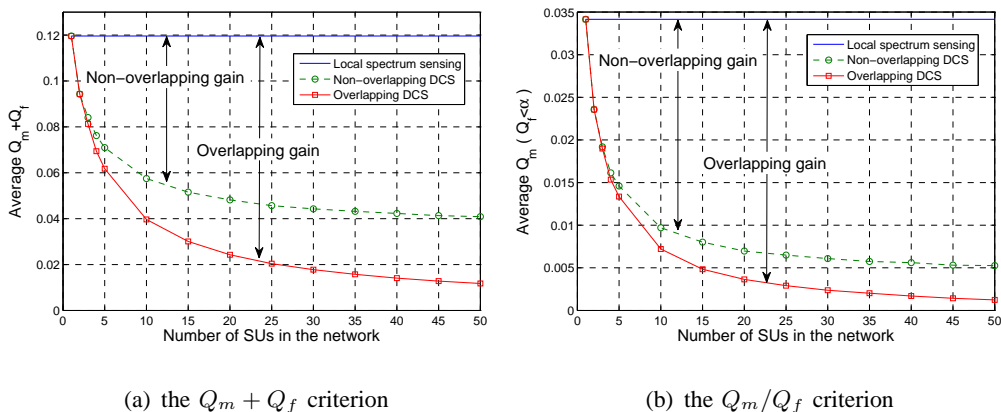 0.12
0.1
0.08
0.06
0.04
0.02
0
Average Q_m+Q_f
0 5 10 15 20 25 30 35 40 45 50
Number of SUs in the network
Non−overlapping gain
Overlapping gain
Local spectrum sensing
Non−overlapping DCS
Overlapping DCS
(a) the Q_m + Q_f criterion
0.035
0.03
0.025
0.02
0.015
0.01
0.005
0
Average Q_m ( Q_f<α )
0 5 10 15 20 25 30 35 40 45 50
Number of SUs in the network
Non−overlapping gain
Overlapping gain
Local spectrum sensing
Non−overlapping DCS
Overlapping DCS
(b) the Q_m/Q_f criterion